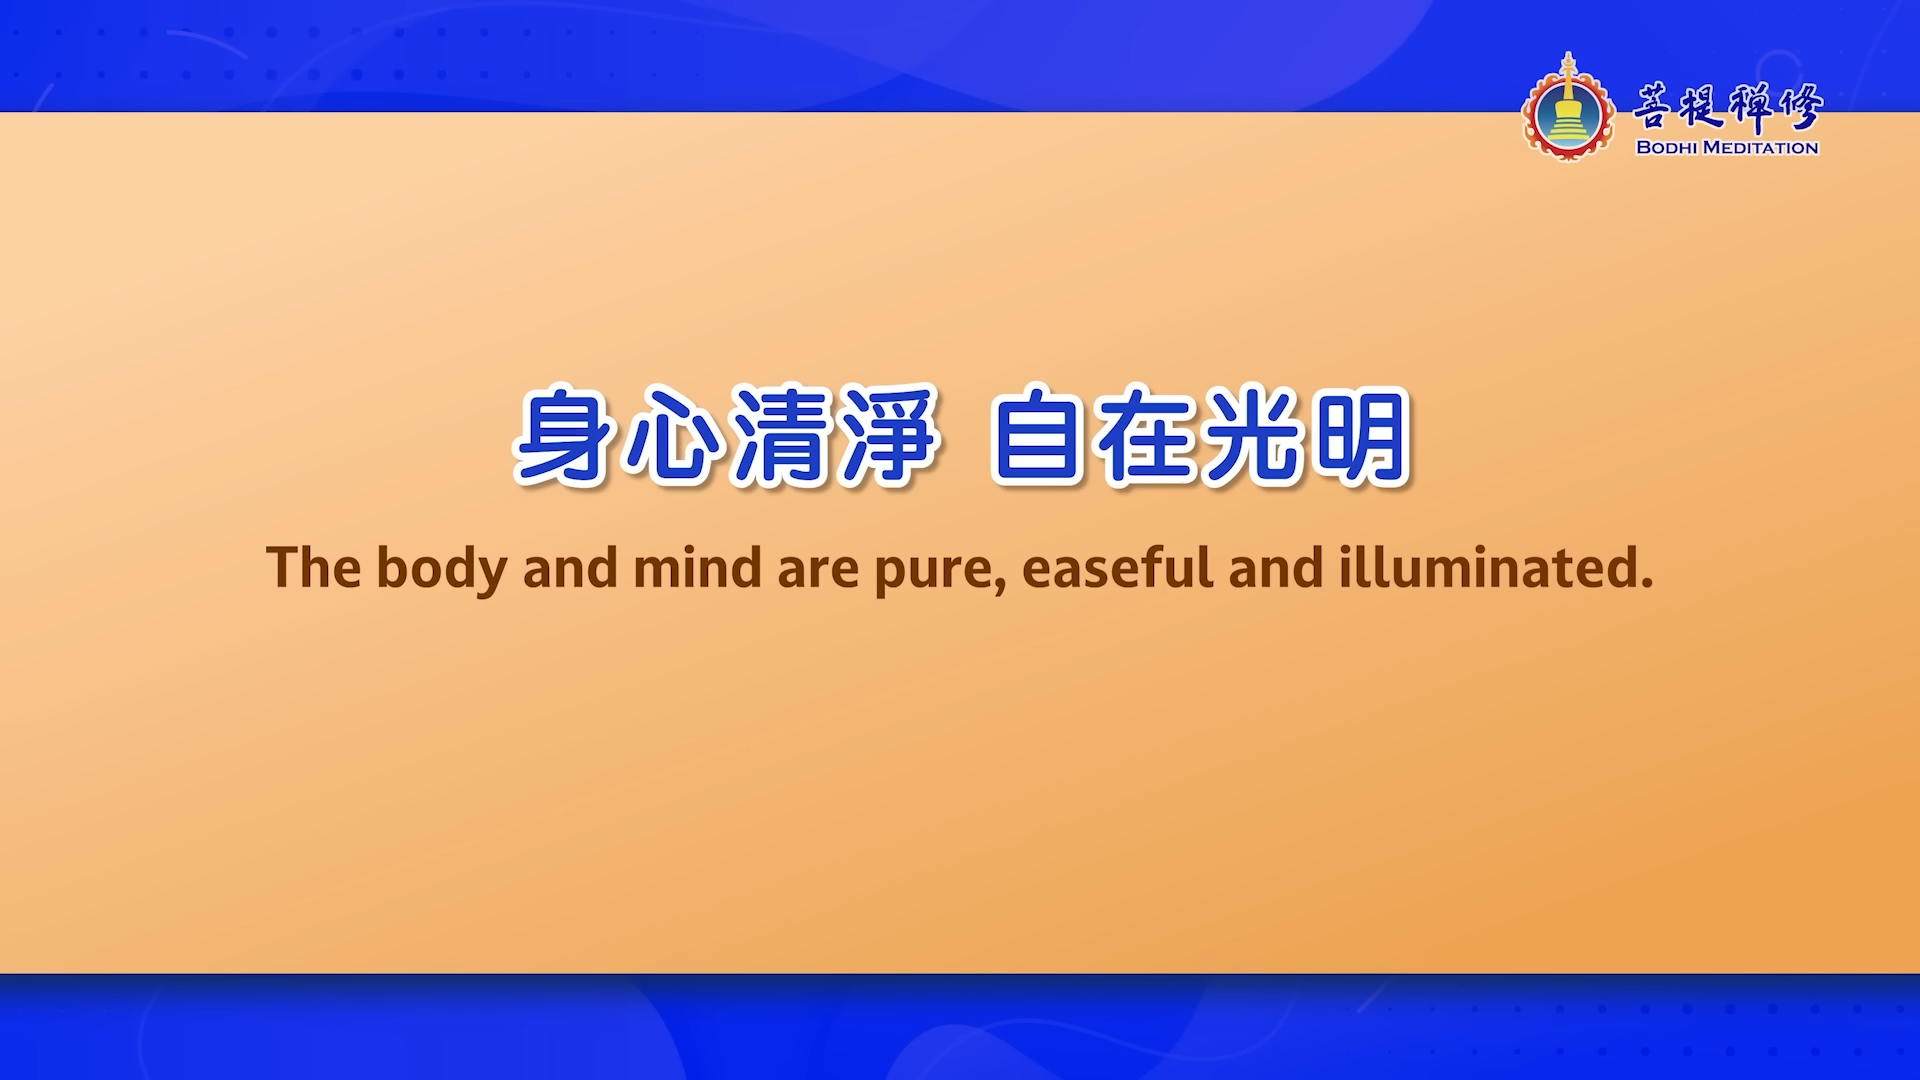 菩提禪修
BODHI MEDITATION
身心清淨 自在光明
The body and mind are pure, easeful and illuminated.